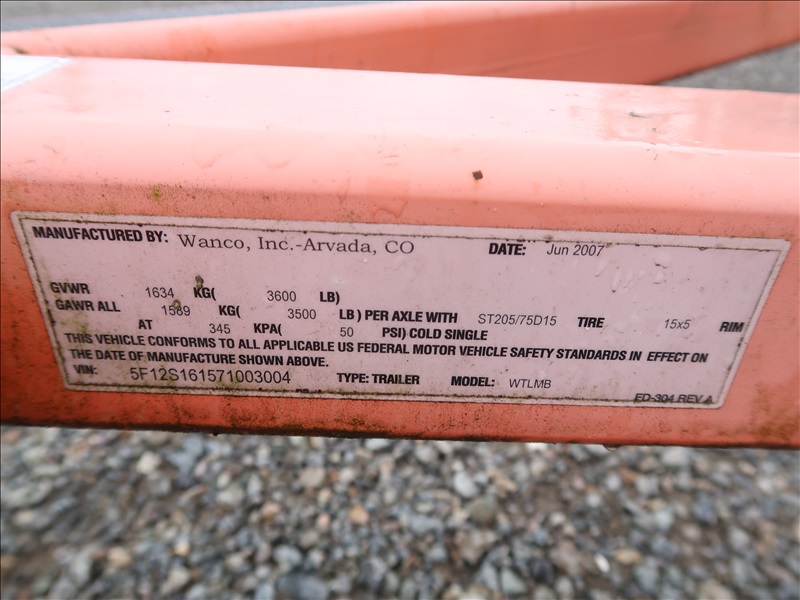 MANUFACTURED BY: Wanco, Inc.-Arvada, CO DATE: Jun 2007
GVWR 1634 KG( 3600 LB)
GAWR ALL 1589 KG( 3500 LB) PER AXLE WITH ST205/75D15 TIRE 15x5 RIM
AT 345 KPA( 50 PSI) COLD SINGLE
THIS VEHICLE CONFORMS TO ALL APPLICABLE US FEDERAL MOTOR VEHICLE SAFETY STANDARDS IN EFFECT ON
THE DATE OF MANUFACTURE SHOWN ABOVE.
VIN: 5F12S161571003004 TYPE: TRAILER MODEL: WTLMB
ED-304 REV A